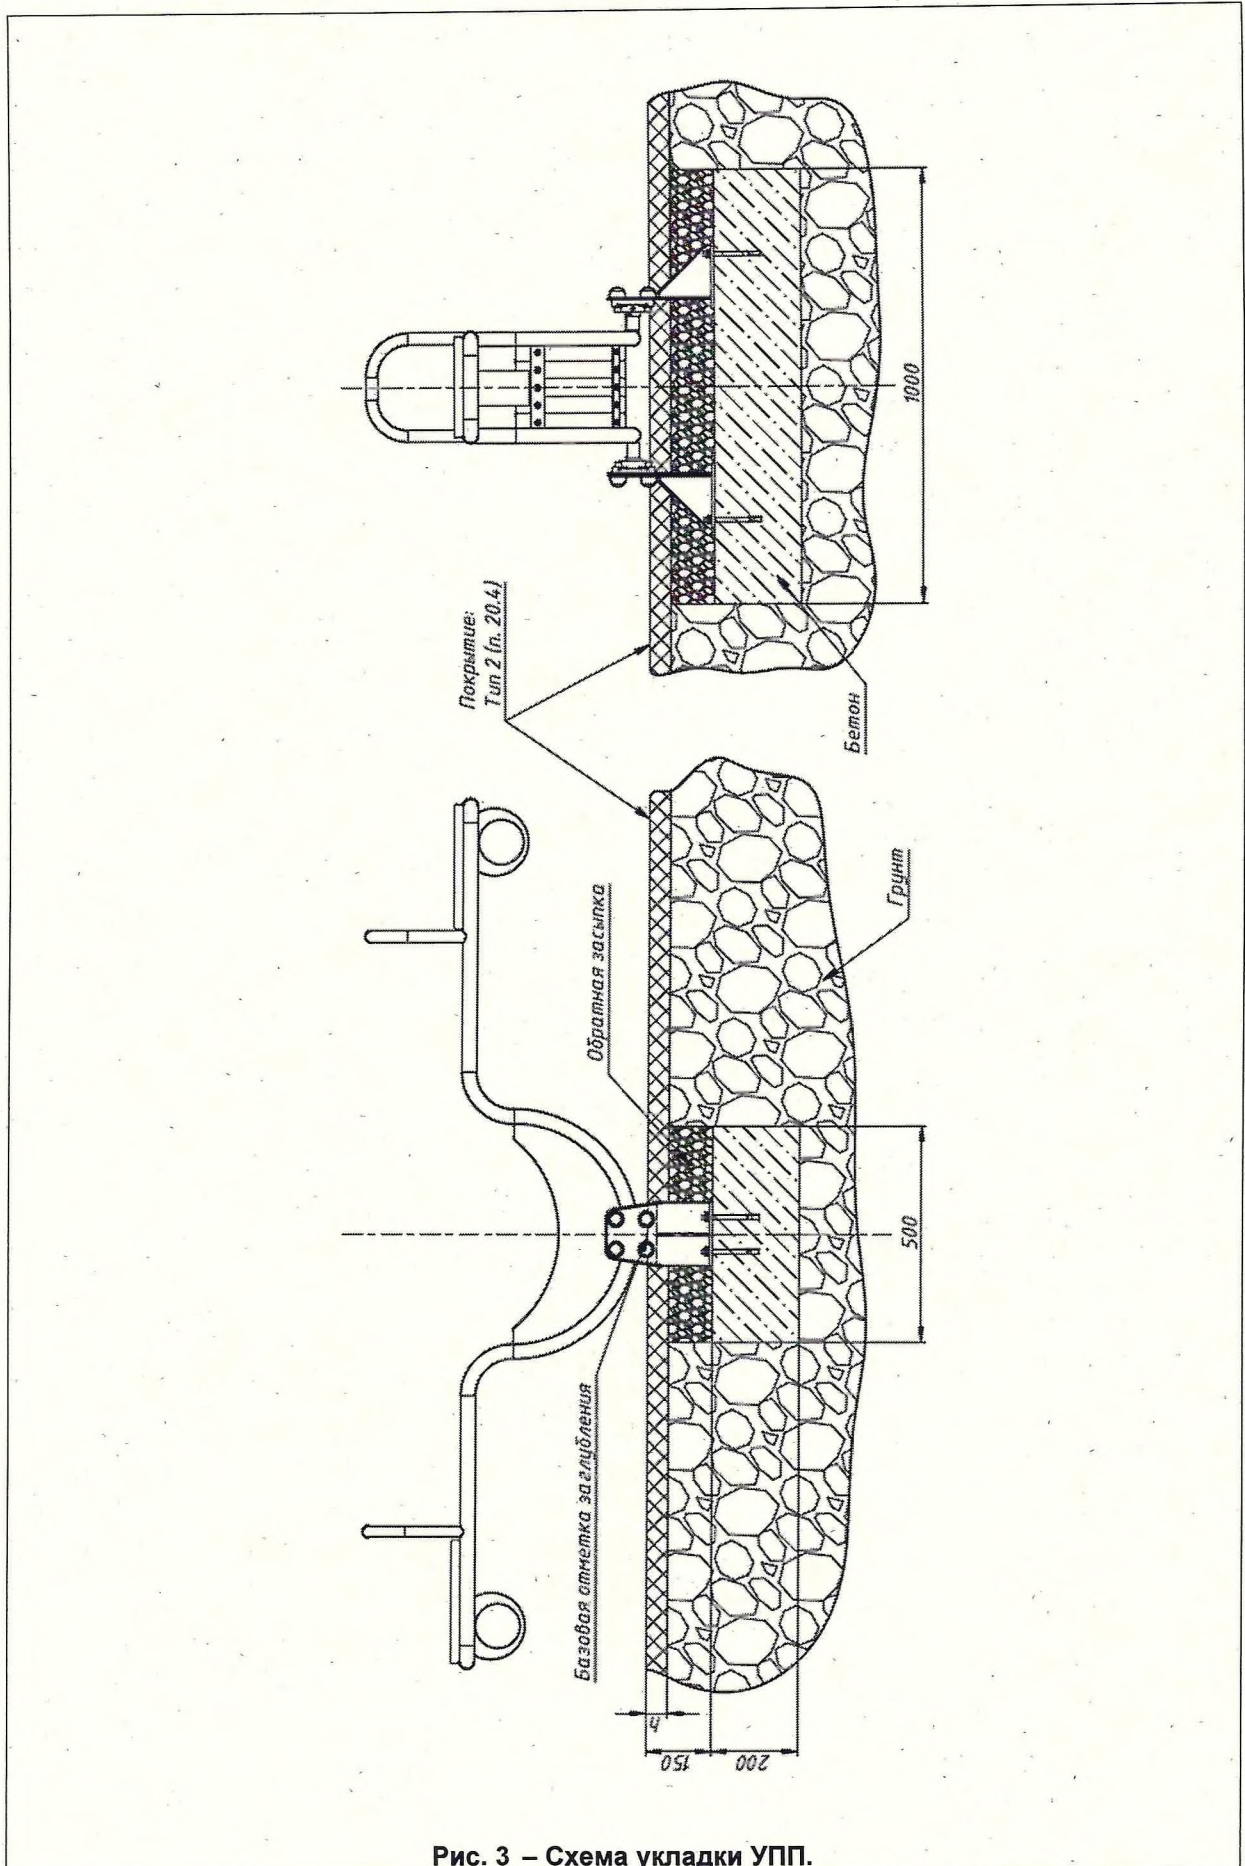 Покрытие:
Тип 2 (п. 20.4)
1000
Бетон
Обратная засыпка
Грунт
Базовая отметка заглубления
500
h
150
200
Рис. 3 – Схема укладки УПП.